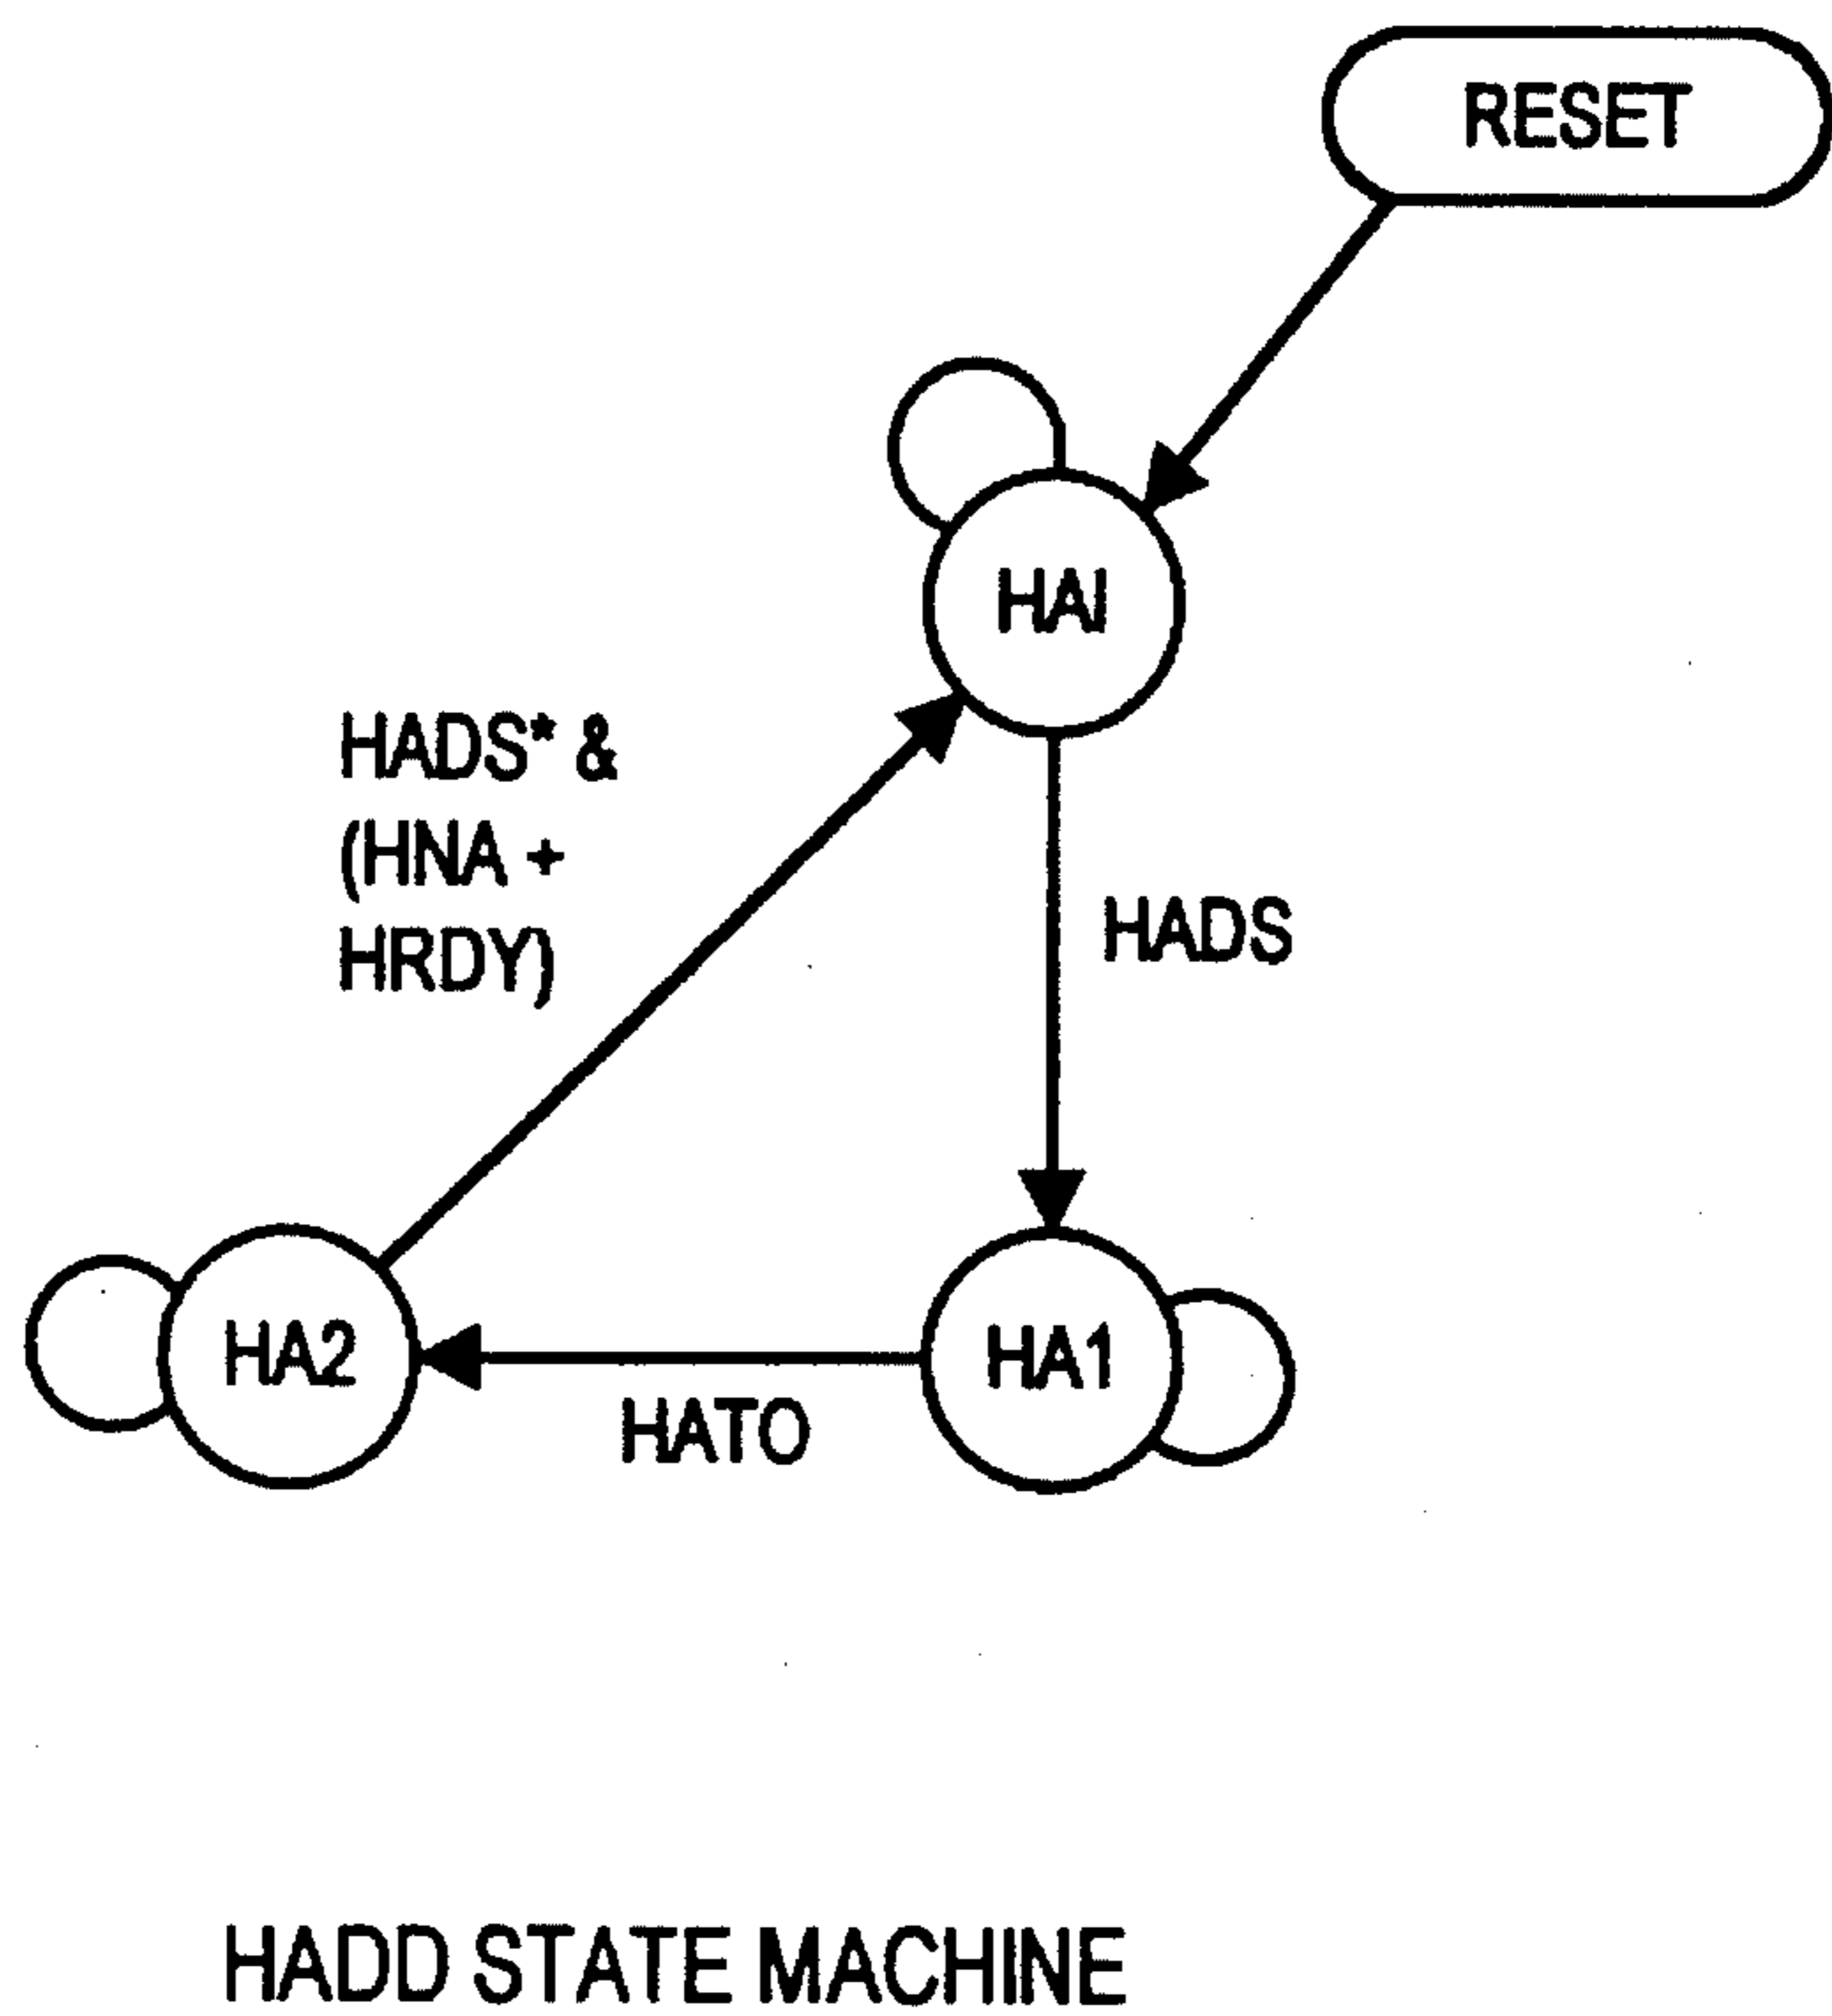 RESET
HAI
HADS* &
(HNA +
HRDY)
HADS
HA2
HA1
HATO
HADD STATE MACHINE